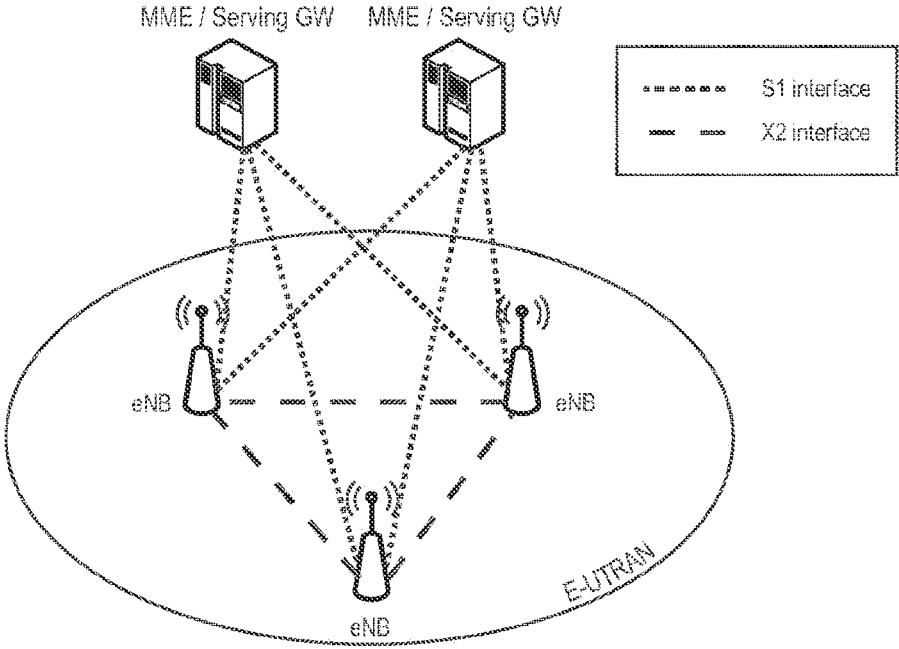 MME / Serving GW
MME / Serving GW
S1 interface
X2 interface
eNB
eNB
E-UTRAN
eNB